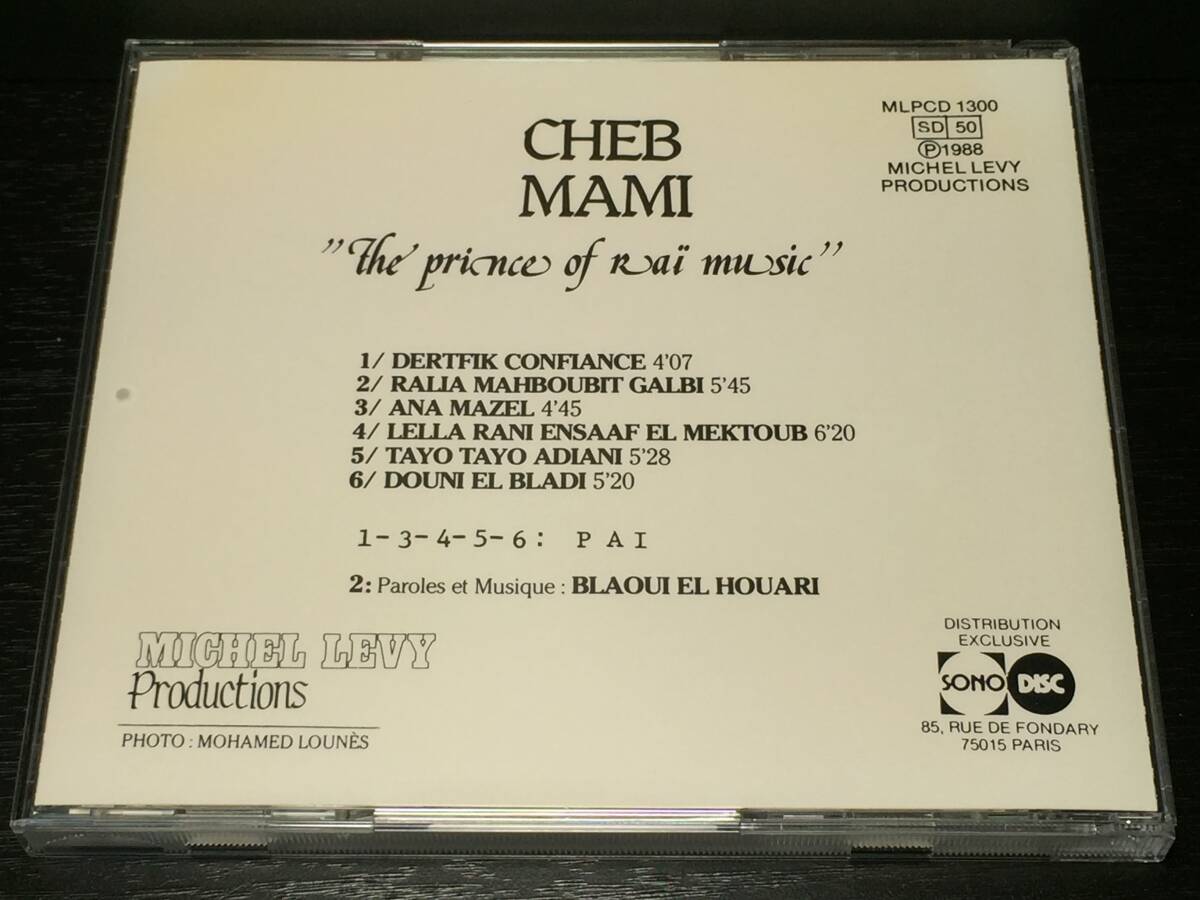 CHEB
MAMI
"the prince of raï music"
MLPCD 1300
SD 50
Ⓟ1988
MICHEL LEVY
PRODUCTIONS
1/ DERTFIK CONFIANCE 4'07
2/ RALIA MAHBOUBIT GALBI 5'45
3/ ANA MAZEL 4'45
4/ LELLA RANI ENSAAF EL MEKTOUB 6'20
5/ TAYO TAYO ADIANI 5'28
6/ DOUNI EL BLADI 5'20
1-3-4-5-6: PAI
2: Paroles et Musique : BLAOUI EL HOUARI
MICHEL LEVY
Productions
PHOTO : MOHAMED LOUNÈS
DISTRIBUTION
EXCLUSIVE
SONO DISC
85, RUE DE FONDARY
75015 PARIS